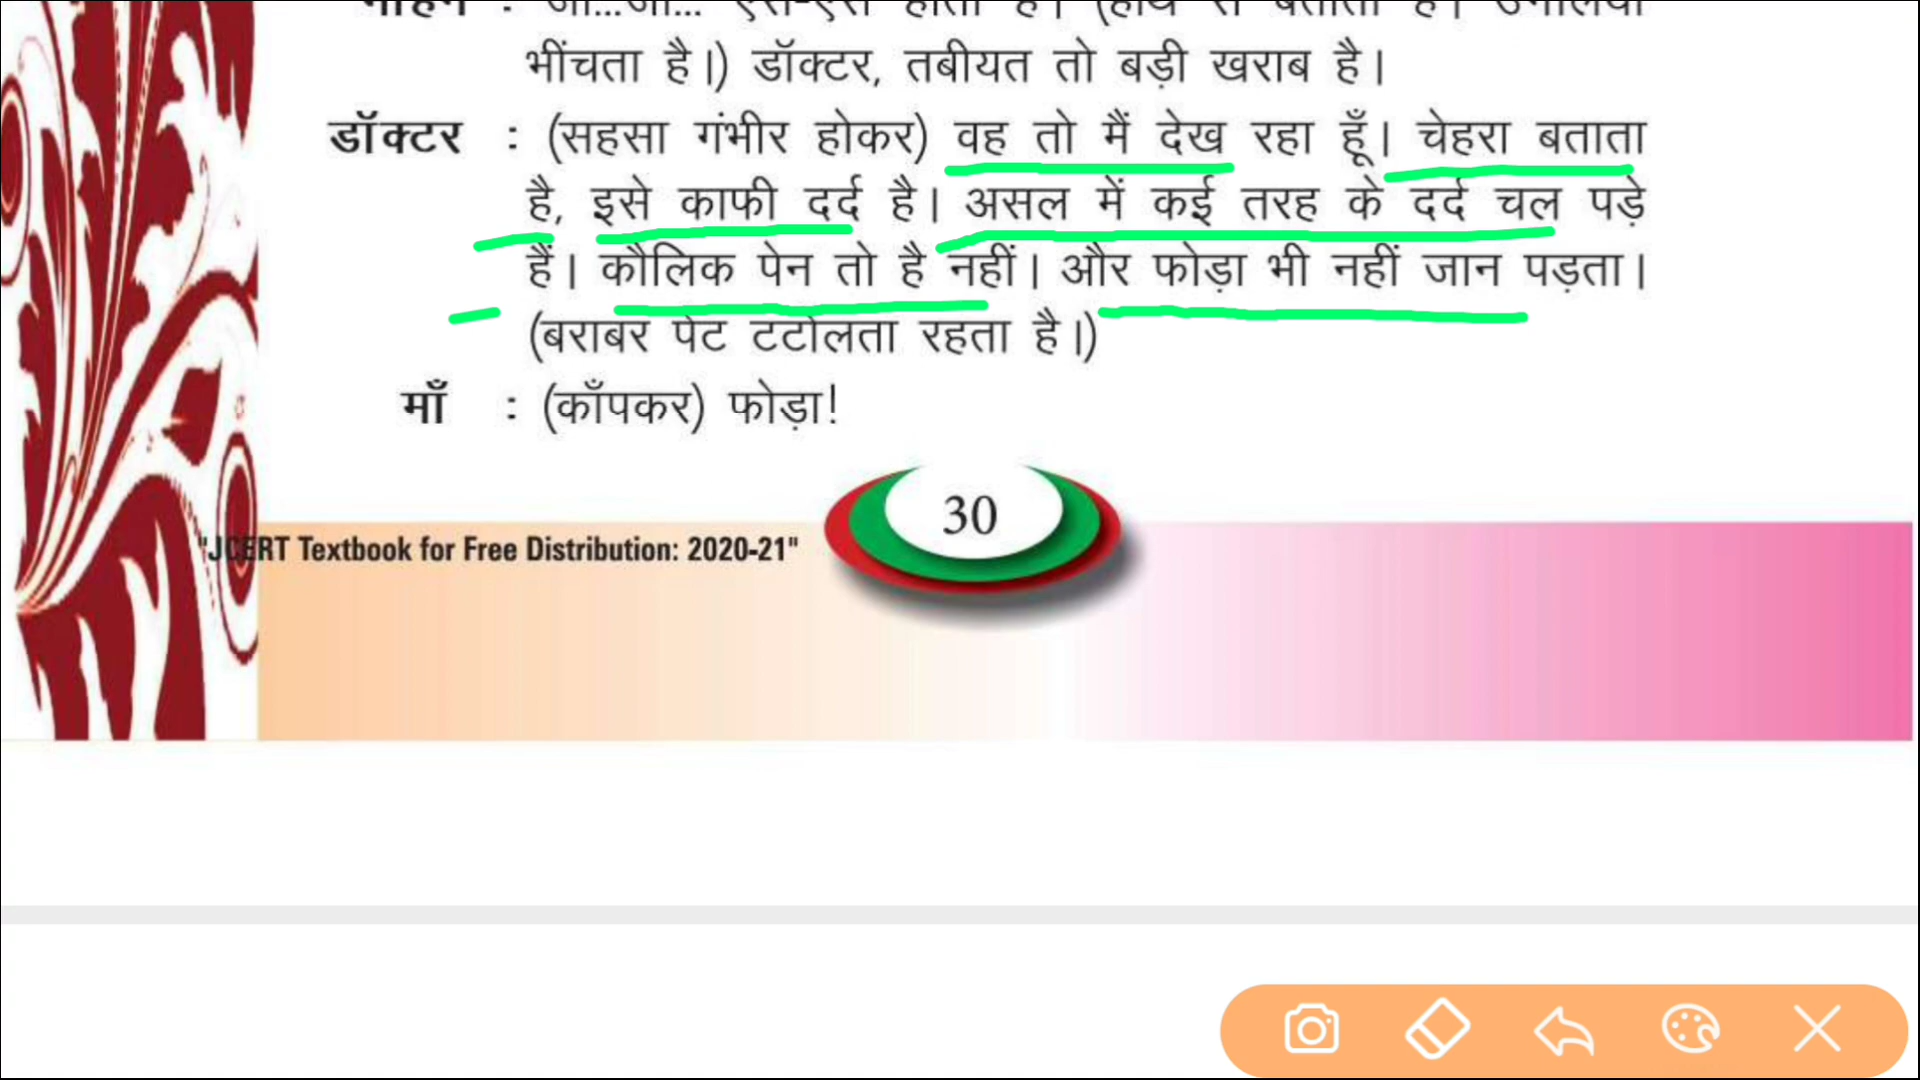 भींचता है।) डॉक्टर, तबीयत तो बड़ी खराब है।
डॉक्टर : (सहसा गंभीर होकर) वह तो मैं देख रहा हूँ। चेहरा बताता
है, इसे काफी दर्द है। असल में कई तरह के दर्द चल पड़े
हैं। कौलिक पेन तो है नहीं। और फोड़ा भी नहीं जान पड़ता।
(बराबर पेट टटोलता रहता है।)
माँ : (काँपकर) फोड़ा!
30
"JCERT Textbook for Free Distribution: 2020-21"